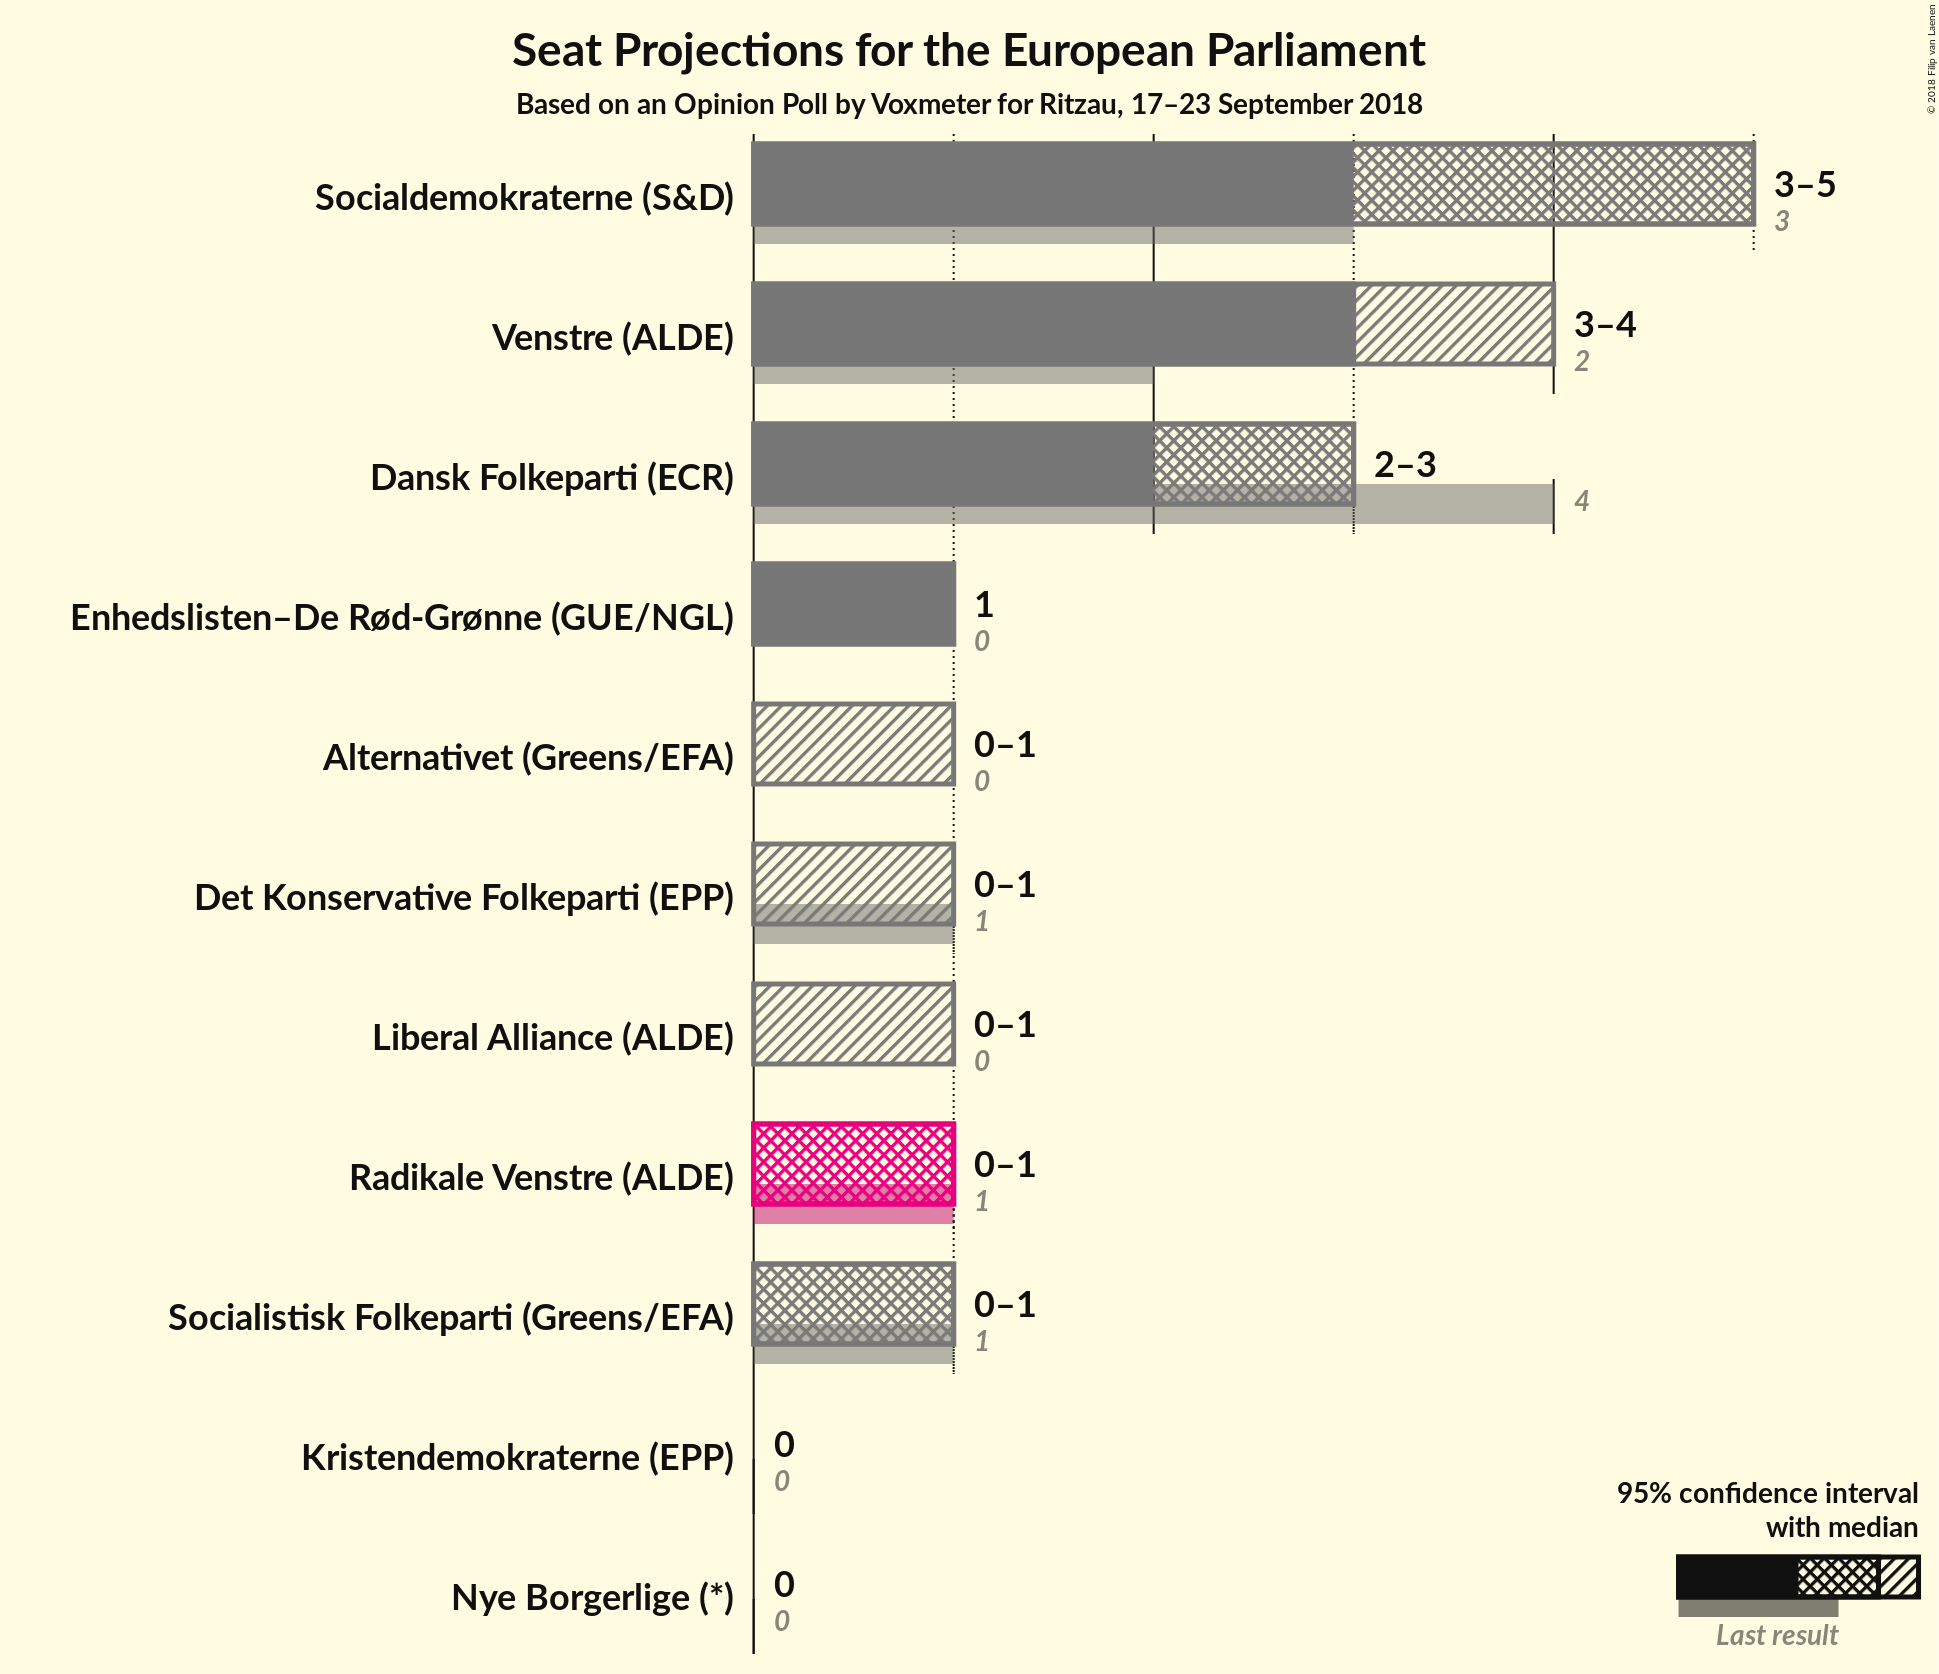 Seat Projections for the European Parliament
Based on an Opinion Poll by Voxmeter for Ritzau, 17–23 September 2018
© 2018 Filip van Laenen
Socialdemokraterne (S&D)
3–5
3
Venstre (ALDE)
3–4
2
Dansk Folkeparti (ECR)
2–3
4
Enhedslisten–De Rød-Grønne (GUE/NGL)
1
0
Alternativet (Greens/EFA)
0–1
0
Det Konservative Folkeparti (EPP)
0–1
1
Liberal Alliance (ALDE)
0–1
0
Radikale Venstre (ALDE)
0–1
1
Socialistisk Folkeparti (Greens/EFA)
0–1
1
Kristendemokraterne (EPP)
0
0
Nye Borgerlige (*)
0
0
95% confidence interval
with median
Last result